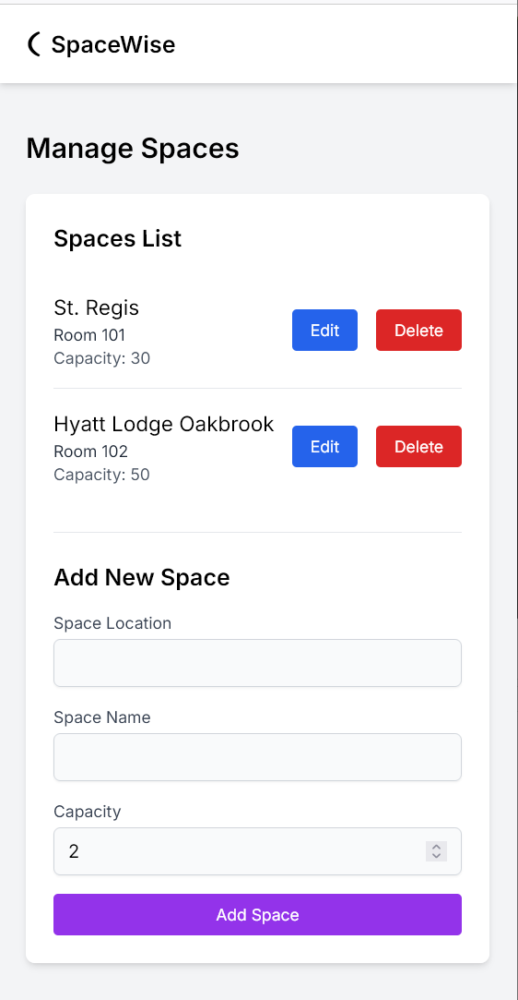 SpaceWise
Manage Spaces
Spaces List
St. Regis
Room 101
Capacity: 30
Edit
Delete
Hyatt Lodge Oakbrook
Room 102
Capacity: 50
Edit
Delete
Add New Space
Space Location
Space Name
Capacity
2
Add Space